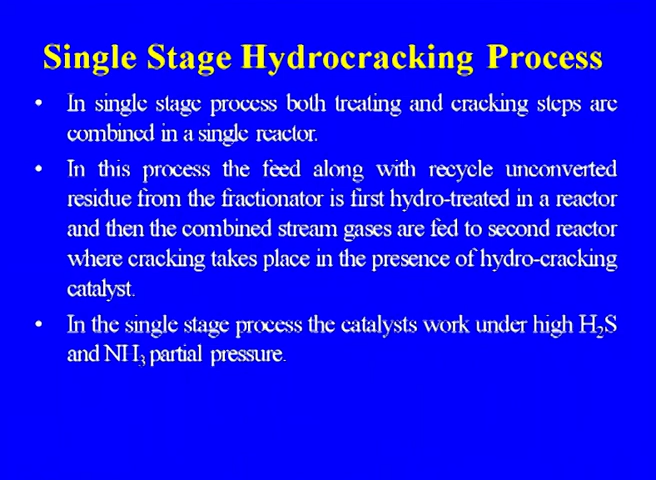 Single Stage Hydrocracking Process
• In single stage process both treating and cracking steps are
combined in a single reactor.
• In this process the feed along with recycle unconverted
residue from the fractionator is first hydro-treated in a reactor
and then the combined stream gases are fed to second reactor
where cracking takes place in the presence of hydro-cracking
catalyst.
• In the single stage process the catalysts work under high H₂S
and NH₃ partial pressure.